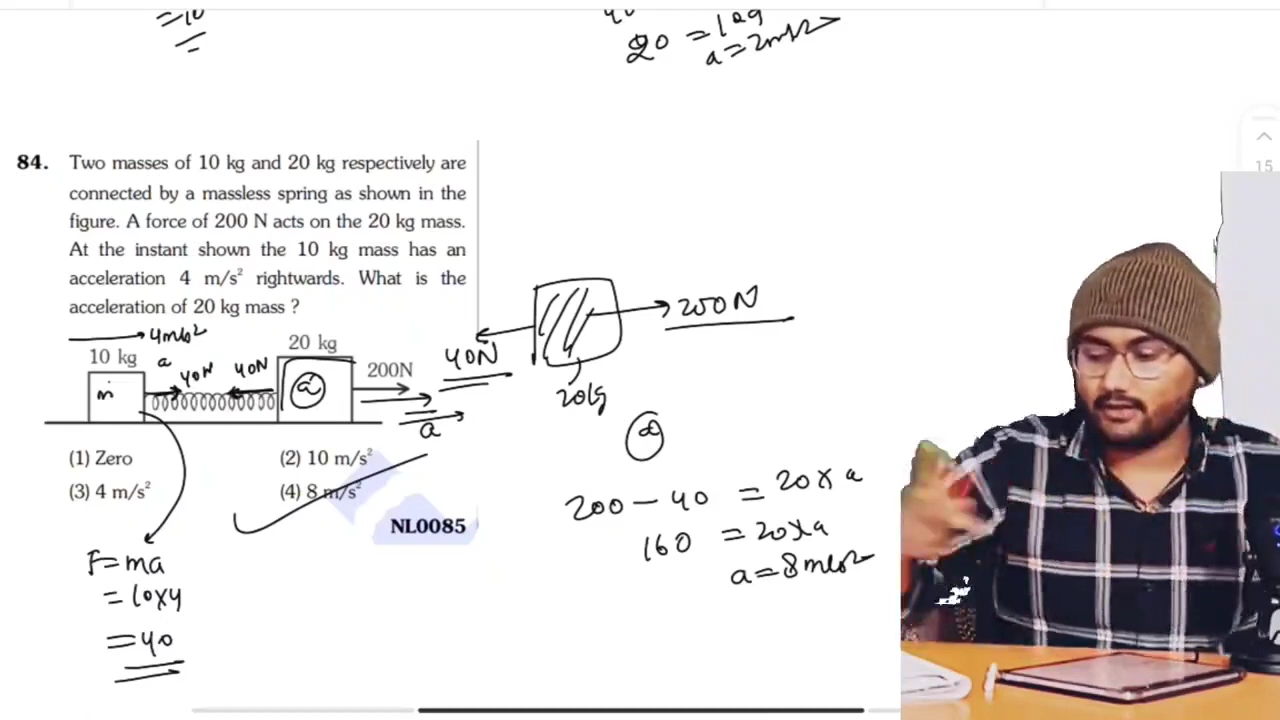 = 10
20 = 10a
a = 2m/s²
15
84. Two masses of 10 kg and 20 kg respectively are
connected by a massless spring as shown in the
figure. A force of 200 N acts on the 20 kg mass.
At the instant shown the 10 kg mass has an
acceleration 4 m/s² rightwards. What is the
acceleration of 20 kg mass ?
4m/s²
10 kg
a
40N
40N
20 kg
200N
m
a
a
40N
200N
20kg
a
(1) Zero
(2) 10 m/s²
(3) 4 m/s²
(4) 8 m/s²
NL0085
F = ma
= 10x4
= 40
200 - 40 = 20 x a
160 = 20 x a
a = 8m/s²